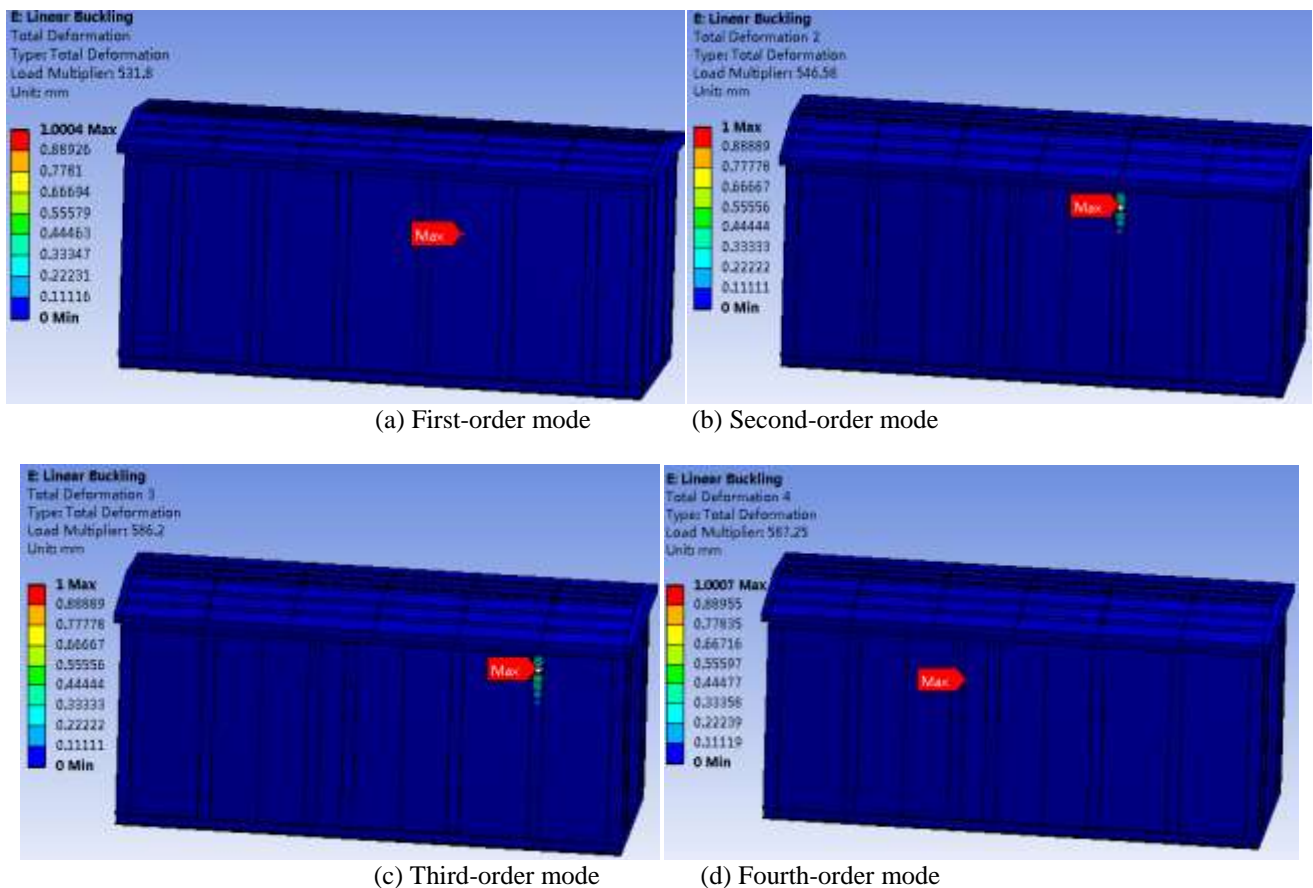 E: Linear Buckling
Total Deformation
Type: Total Deformation
Load Multiplier: 531.8
Unit: mm
1.0004 Max
0.88926
0.7781
0.66694
0.55579
0.44463
0.33347
0.22231
0.11116
0 Min
Max
E: Linear Buckling
Total Deformation 2
Type: Total Deformation
Load Multiplier: 546.58
Unit: mm
1 Max
0.88889
0.77778
0.66667
0.55556
0.44444
0.33333
0.22222
0.11111
0 Min
Max
(a) First-order mode
(b) Second-order mode
E: Linear Buckling
Total Deformation 3
Type: Total Deformation
Load Multiplier: 586.2
Unit: mm
1 Max
0.88889
0.77778
0.66667
0.55556
0.44444
0.33333
0.22222
0.11111
0 Min
Max
E: Linear Buckling
Total Deformation 4
Type: Total Deformation
Load Multiplier: 587.25
Unit: mm
1.0007 Max
0.88955
0.77835
0.66716
0.55597
0.44477
0.33358
0.22239
0.11119
0 Min
Max
(c) Third-order mode
(d) Fourth-order mode